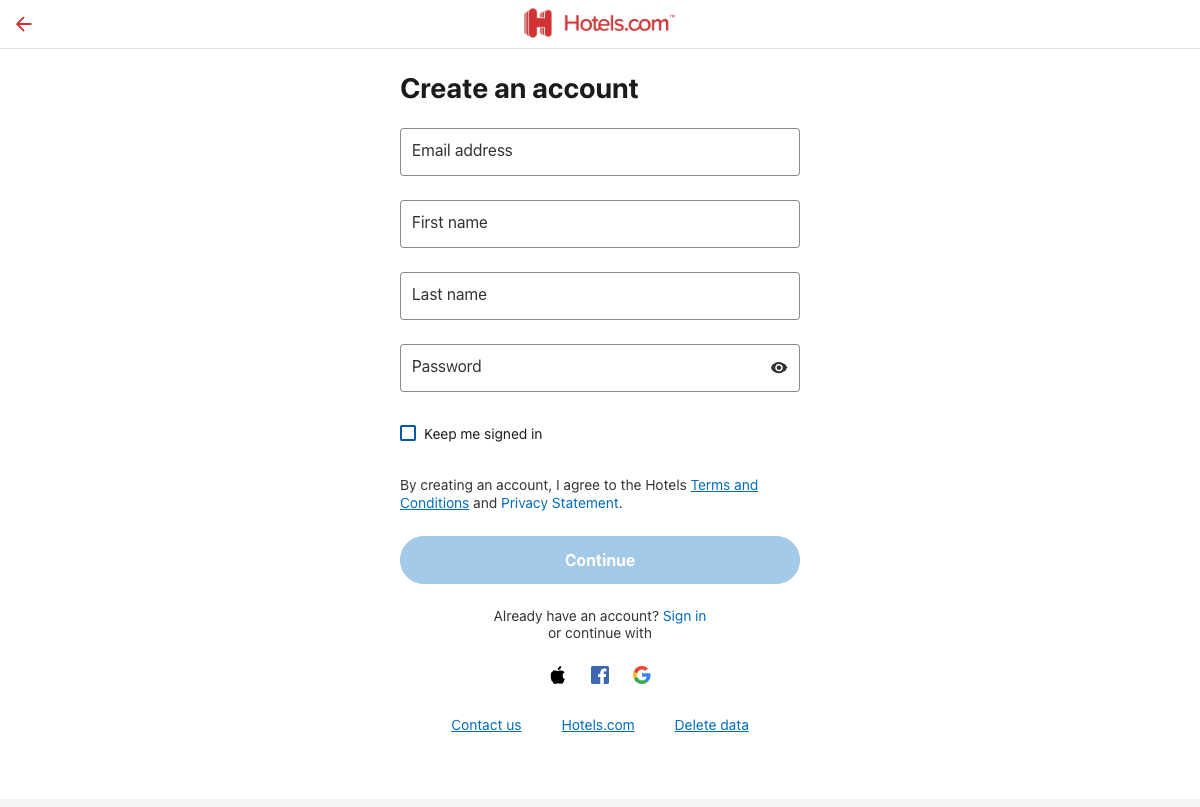 Hotels.com™
Create an account
Email address
First name
Last name
Password
Keep me signed in
By creating an account, I agree to the Hotels Terms and
Conditions and Privacy Statement.
Continue
Already have an account? Sign in
or continue with
Contact us Hotels.com Delete data